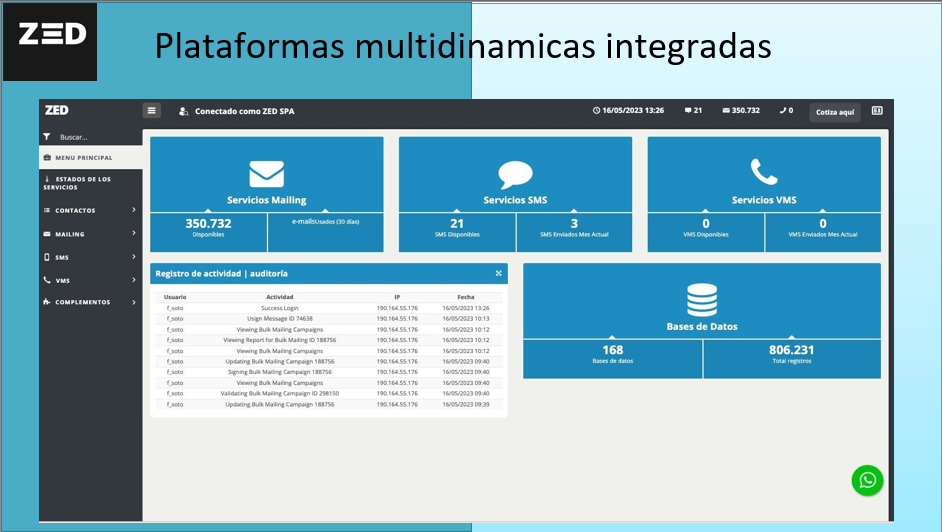 ZED
Plataformas multidinamicas integradas
ZED
Conectado como ZED SPA
16/05/2023 13:26
21
350.732
0
Cotiza aquí
Buscar...
MENU PRINCIPAL
ESTADOS DE LOS
SERVICIOS
CONTACTOS
MAILING
SMS
VMS
COMPLEMENTOS
Servicios Mailing
350.732
Disponibles
e-mailsUsados (30 días)
Servicios SMS
21
SMS Disponibles
3
SMS Enviados Mes Actual
Servicios VMS
0
VMS Disponibles
0
VMS Enviados Mes Actual
Registro de actividad | auditoría
Usuario Actividad IP Fecha
f_soto Success Login 190.164.55.176 16/05/2023 13:26
f_soto Usign Message ID 74638 190.164.55.176 16/05/2023 10:13
f_soto Viewing Bulk Mailing Campaigns 190.164.55.176 16/05/2023 10:12
f_soto Viewing Report for Bulk Mailing ID 188756 190.164.55.176 16/05/2023 10:12
f_soto Viewing Bulk Mailing Campaigns 190.164.55.176 16/05/2023 10:12
f_soto Updating Bulk Mailing Campaign 188756 190.164.55.176 16/05/2023 09:40
f_soto Signing Bulk Mailing Campaign 188756 190.164.55.176 16/05/2023 09:40
f_soto Viewing Bulk Mailing Campaigns 190.164.55.176 16/05/2023 09:40
f_soto Validating Bulk Mailing Campaign ID 298150 190.164.55.176 16/05/2023 09:40
f_soto Updating Bulk Mailing Campaign 188756 190.164.55.176 16/05/2023 09:39
Bases de Datos
168
Bases de datos
806.231
Total registros